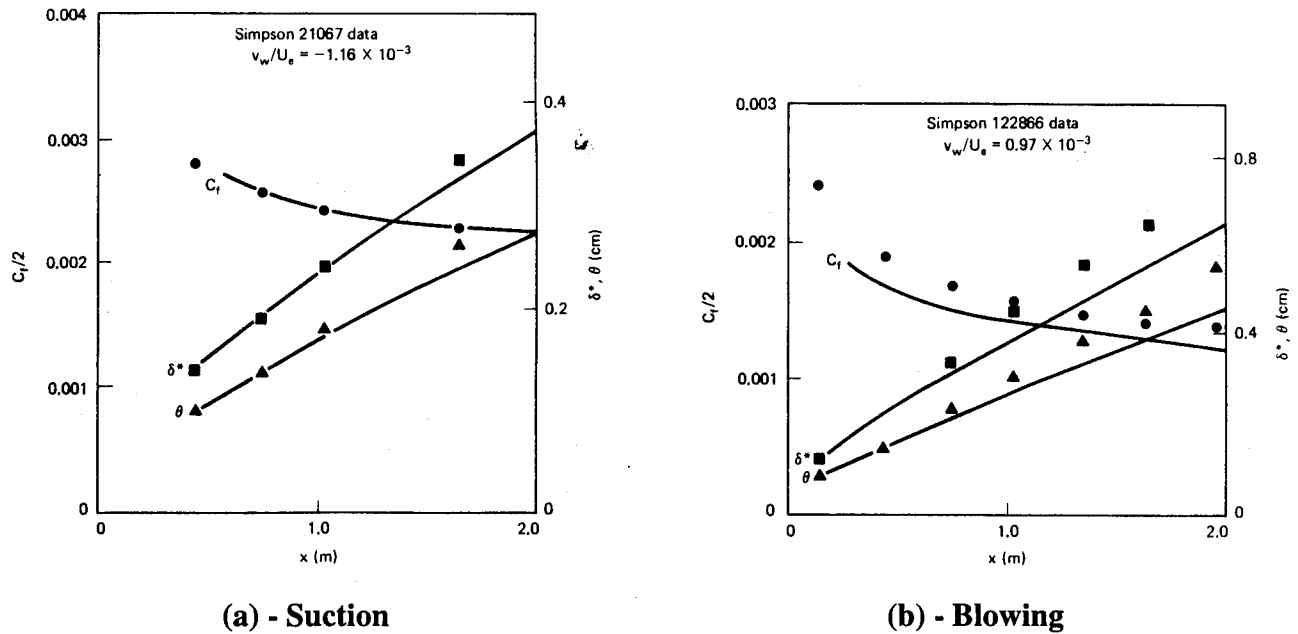 0.004
Simpson 21067 data
v_w/U_e = −1.16 × 10⁻³
0.4
0.003
C_f
C_f/2
0.002
δ*, θ (cm)
0.2
δ*
0.001
θ
0
0
0
1.0
2.0
x (m)
(a) - Suction
0.003
Simpson 122866 data
v_w/U_e = 0.97 × 10⁻³
0.8
0.002
C_f
C_f/2
0.4
δ*, θ (cm)
0.001
δ*
θ
0
0
0
1.0
2.0
x (m)
(b) - Blowing